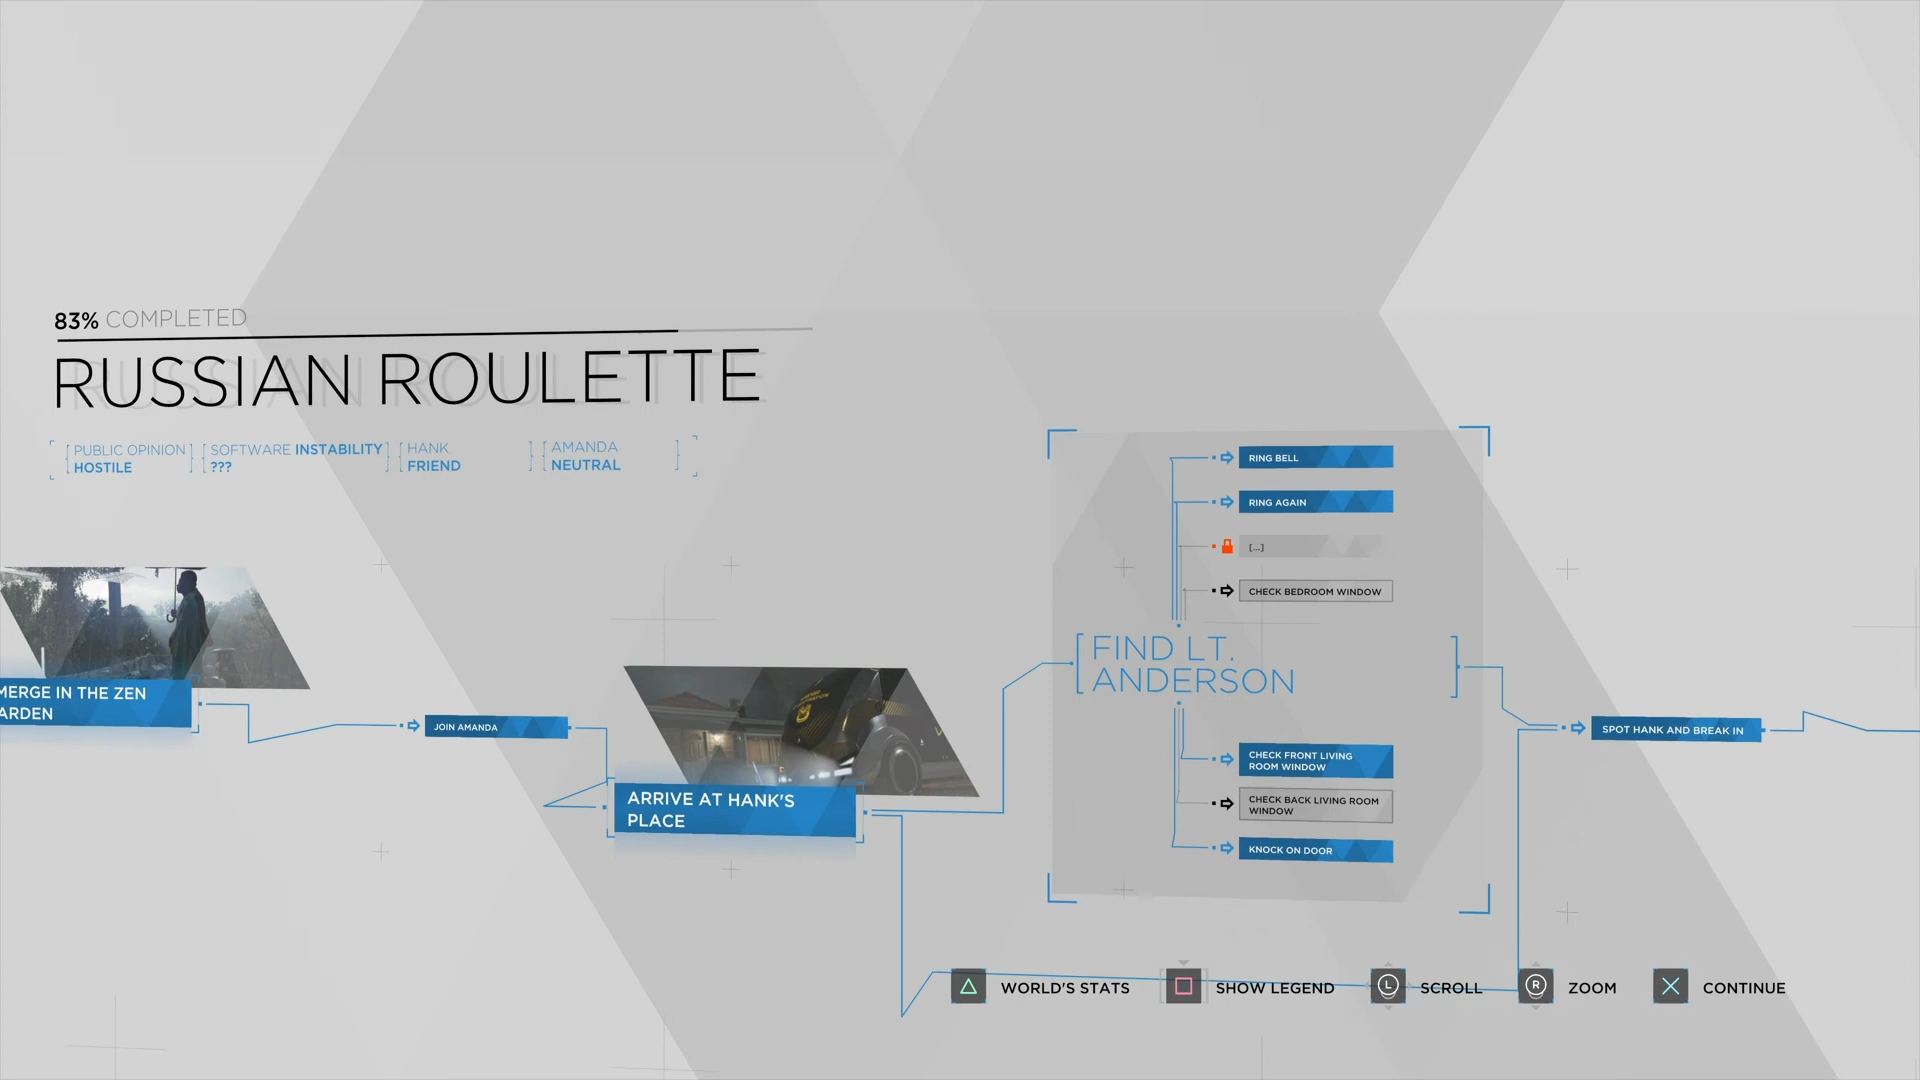 83% COMPLETED
RUSSIAN ROULETTE
PUBLIC OPINION
HOSTILE
SOFTWARE INSTABILITY
???
HANK
FRIEND
AMANDA
NEUTRAL
MERGE IN THE ZEN
ARDEN
JOIN AMANDA
ARRIVE AT HANK'S
PLACE
RING BELL
RING AGAIN
[...]
CHECK BEDROOM WINDOW
FIND LT.
ANDERSON
CHECK FRONT LIVING
ROOM WINDOW
CHECK BACK LIVING ROOM
WINDOW
KNOCK ON DOOR
SPOT HANK AND BREAK IN
WORLD'S STATS
SHOW LEGEND
L
SCROLL
R
ZOOM
CONTINUE